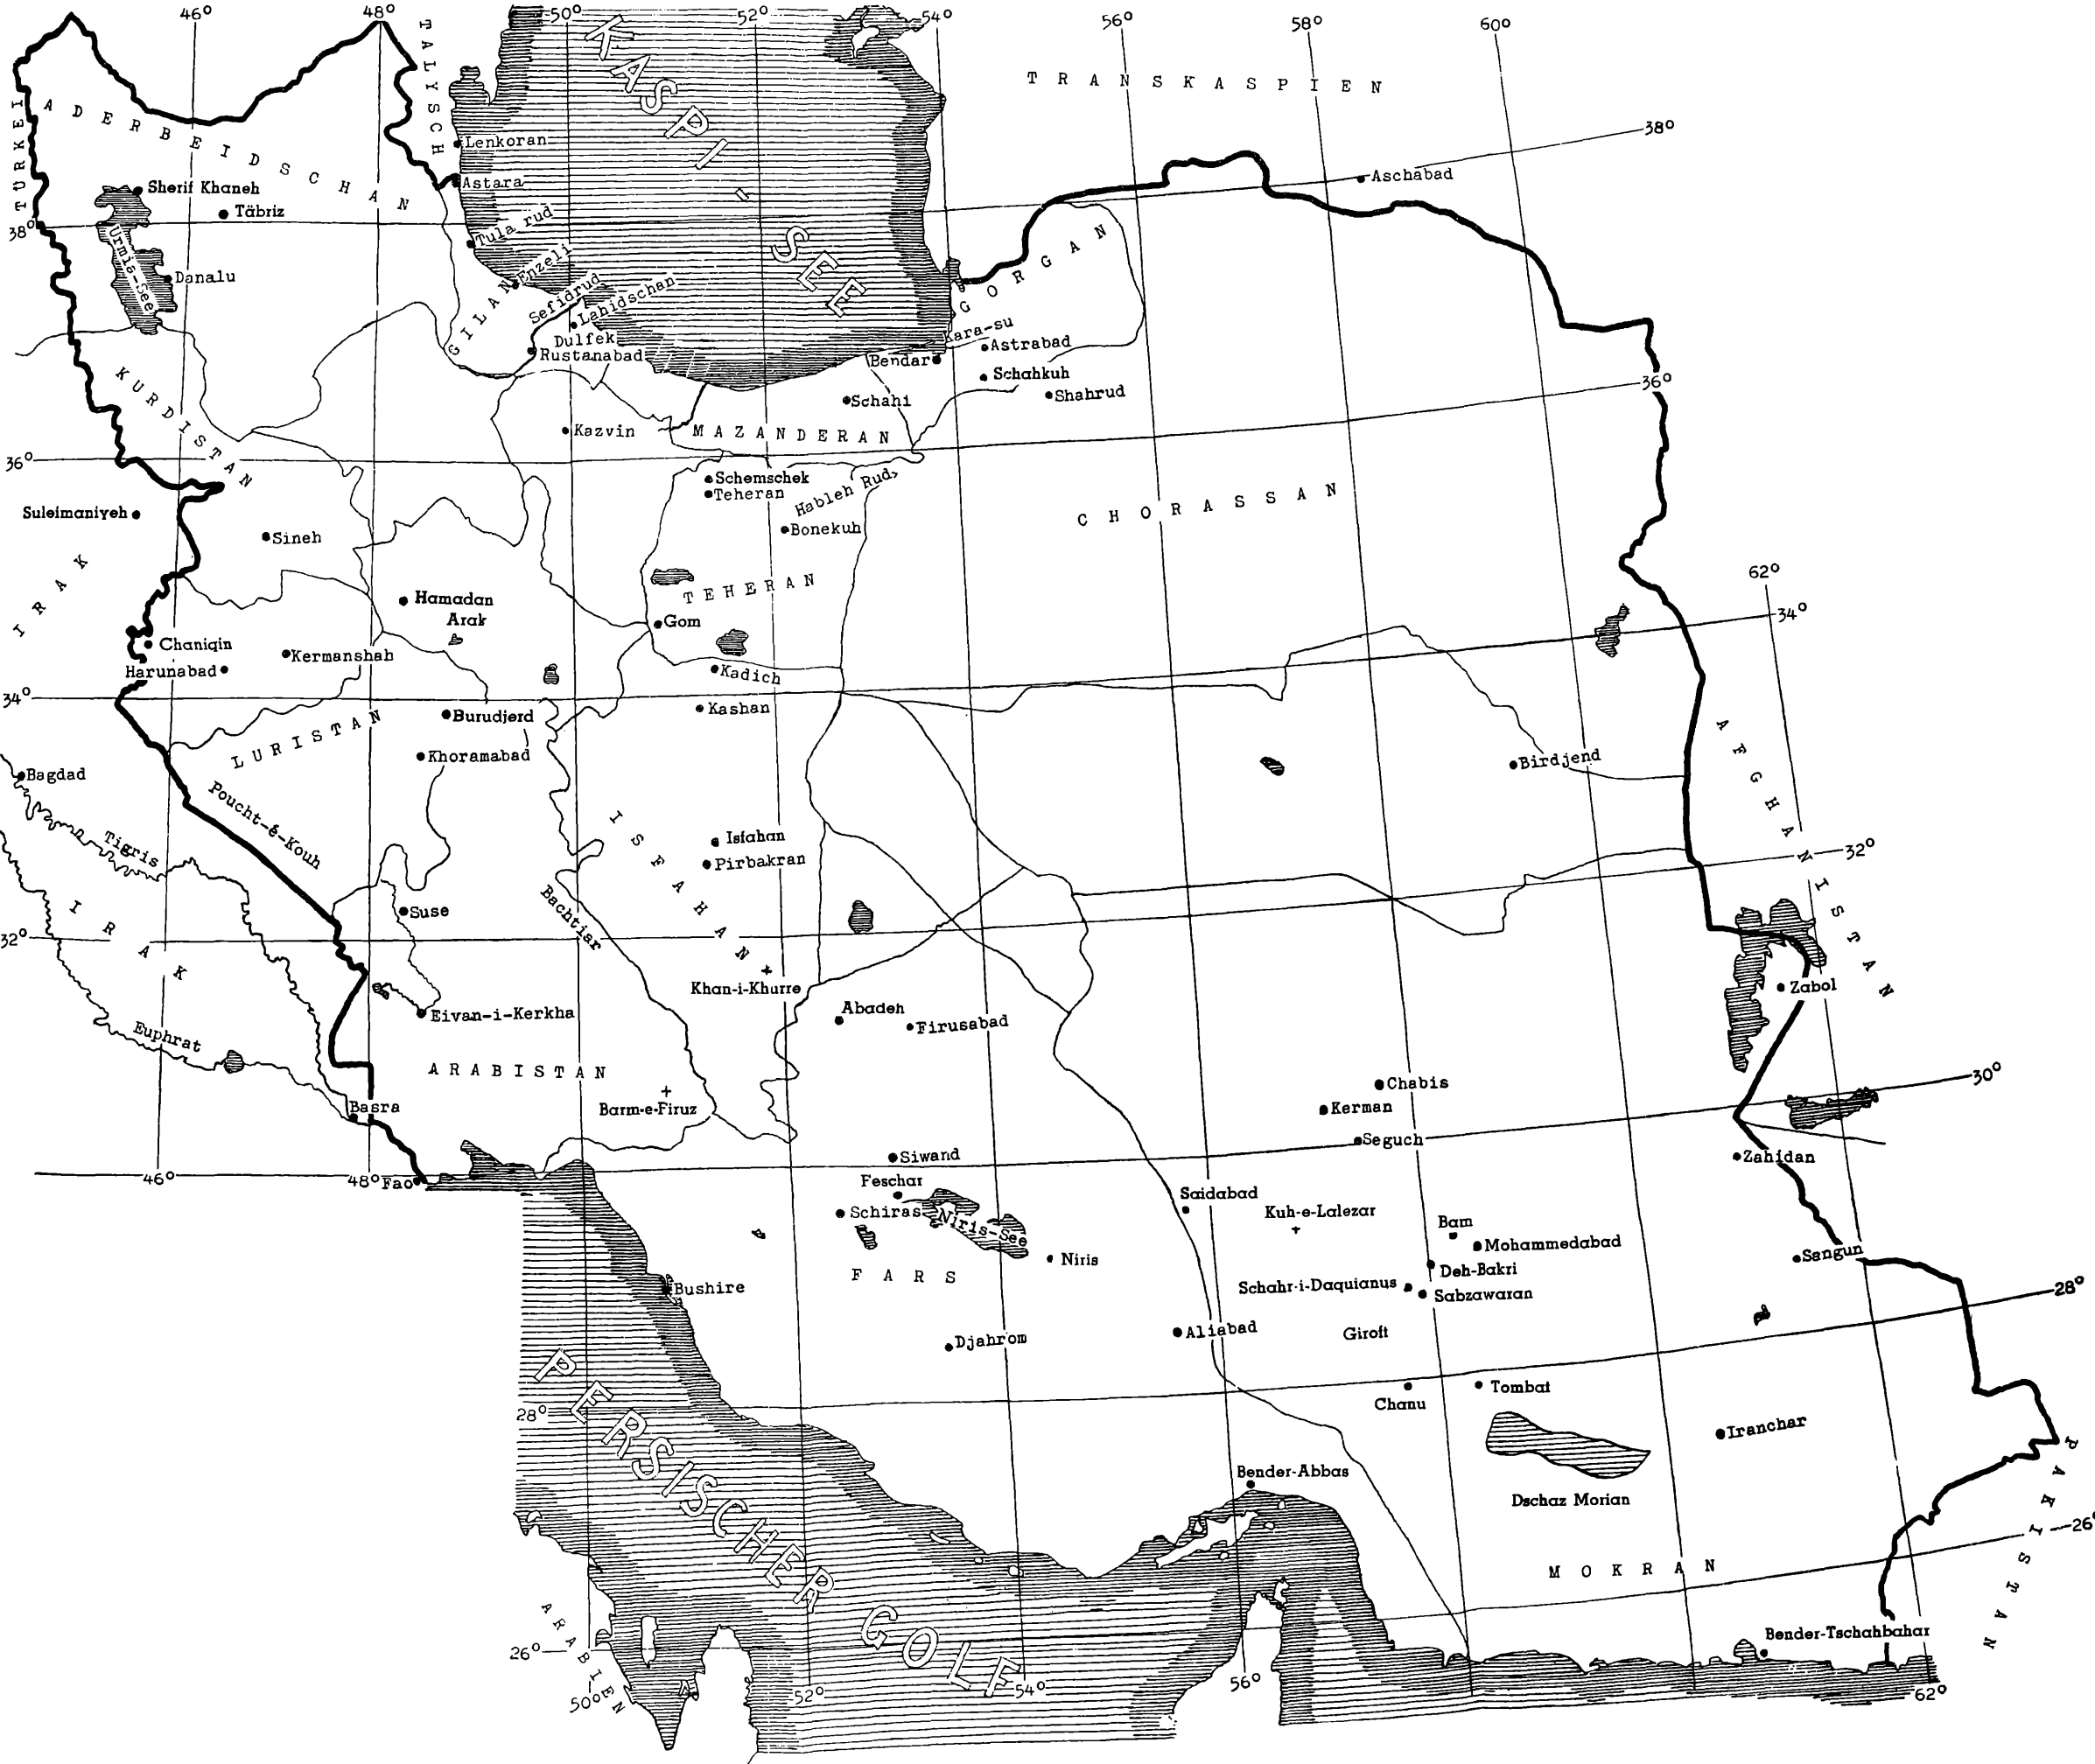 46°
48°
50°
52°
54°
56°
58°
60°
TALYSCH
KASPI-SEE
TRANSKASPIEN
38°
TÜRKEI
ADERBEIDSCHAN
Lenkoran
Astara
Aschabad
Sherif Khaneh
Täbriz
38°
Tula rud
Urmia-See
Danalu
Enzeli
GILAN
Sefidrud
Lahidschan
GORGAN
Kara-su
Dulfek
Rustanabad
Bendar
Astrabad
Schahkuh
Shahrud
36°
KURDISTAN
Schahi
Kazvin
MAZANDERAN
36°
Schemschek
Teheran
Hableh Rud
Bonekuh
CHORASSAN
Suleimaniyeh
Sineh
IRAK
62°
TEHERAN
34°
Hamadan
Arak
Gom
Chaniqin
Kermanshah
Harunabad
Kadich
34°
Kashan
Burudjerd
LURISTAN
Khoramabad
Birdjend
AFGHANISTAN
Bagdad
Poucht-é-Kouh
Tigris
ISFAHAN
Isfahan
Pirbakran
32°
Bachtiar
Suse
IRAK
32°
Khan-i-Khurre
Zabol
Abadeh
Firusabad
Eivan-i-Kerkha
Euphrat
ARABISTAN
Barm-e-Firuz
30°
Chabis
Kerman
Basra
Seguch
Siwand
Zahidan
46°
48°
Fao
Feschar
Schiras
Niris-See
Saidabad
Kuh-e-Lalezar
Bam
Mohammedabad
Niris
Sangun
Deh-Bakri
FARS
Bushire
Schahr-i-Daquianus
Sabzawaran
28°
Djahrom
Aliabad
Giroft
Tombat
Chanu
28°
PERSISCHER GOLF
Iranchar
Bender-Abbas
Dschaz Morian
PAKISTAN
26°
MOKRAN
ARABIEN
Bender-Tschahbahar
26°
50°
52°
54°
56°
62°